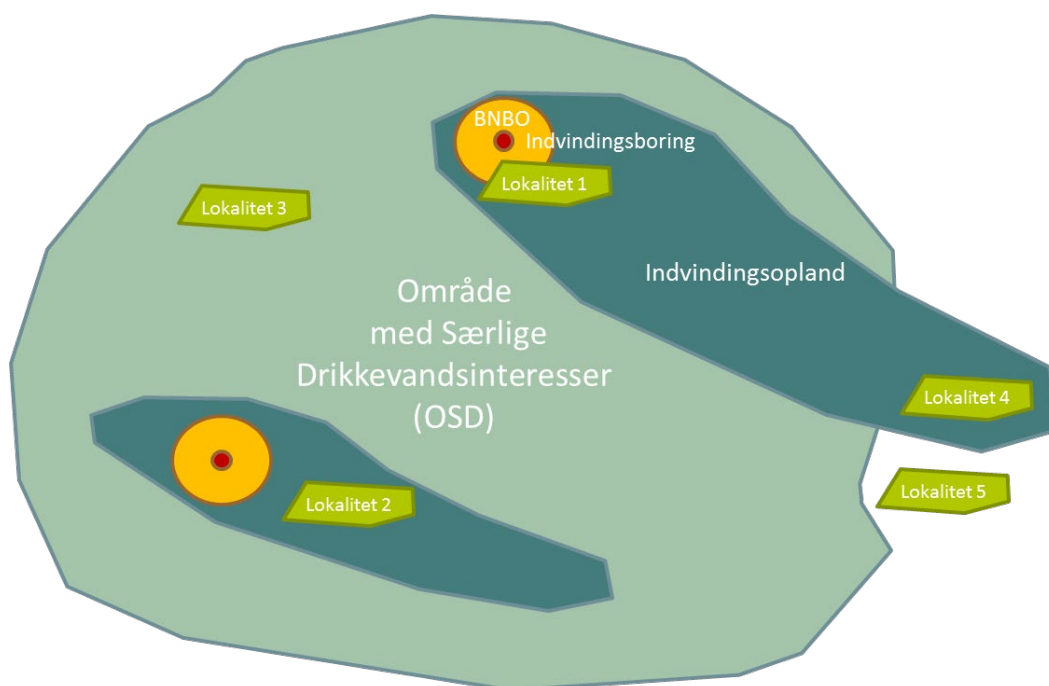 BNBO
Indvindingsboring
Lokalitet 1
Lokalitet 3
Indvindingsopland
Område
med Særlige
Drikkevandsinteresser
(OSD)
Lokalitet 4
Lokalitet 2
Lokalitet 5